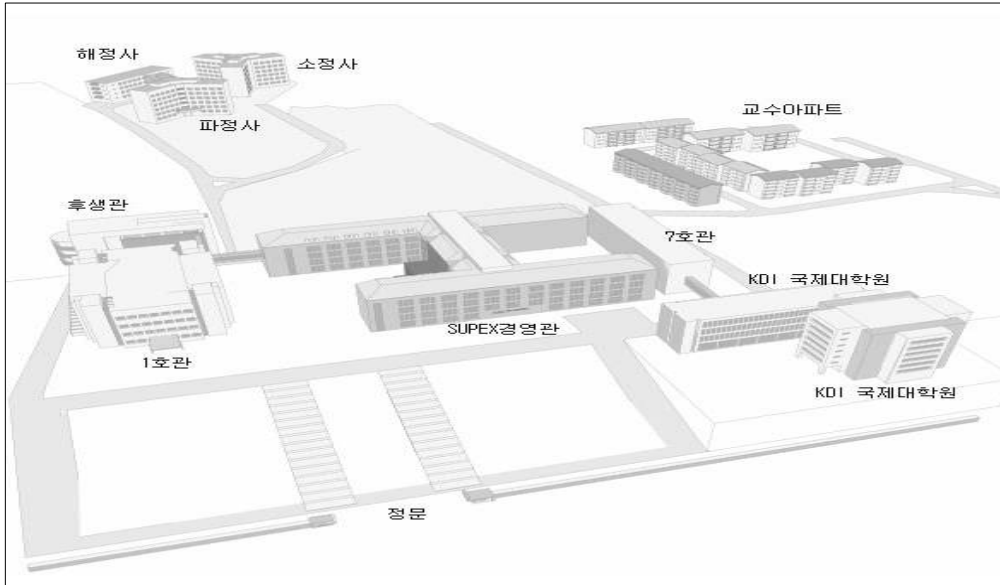 해정사
소정사
파정사
교수아파트
후생관
7호관
KDI 국제대학원
SUPEX경영관
1호관
KDI 국제대학원
정문